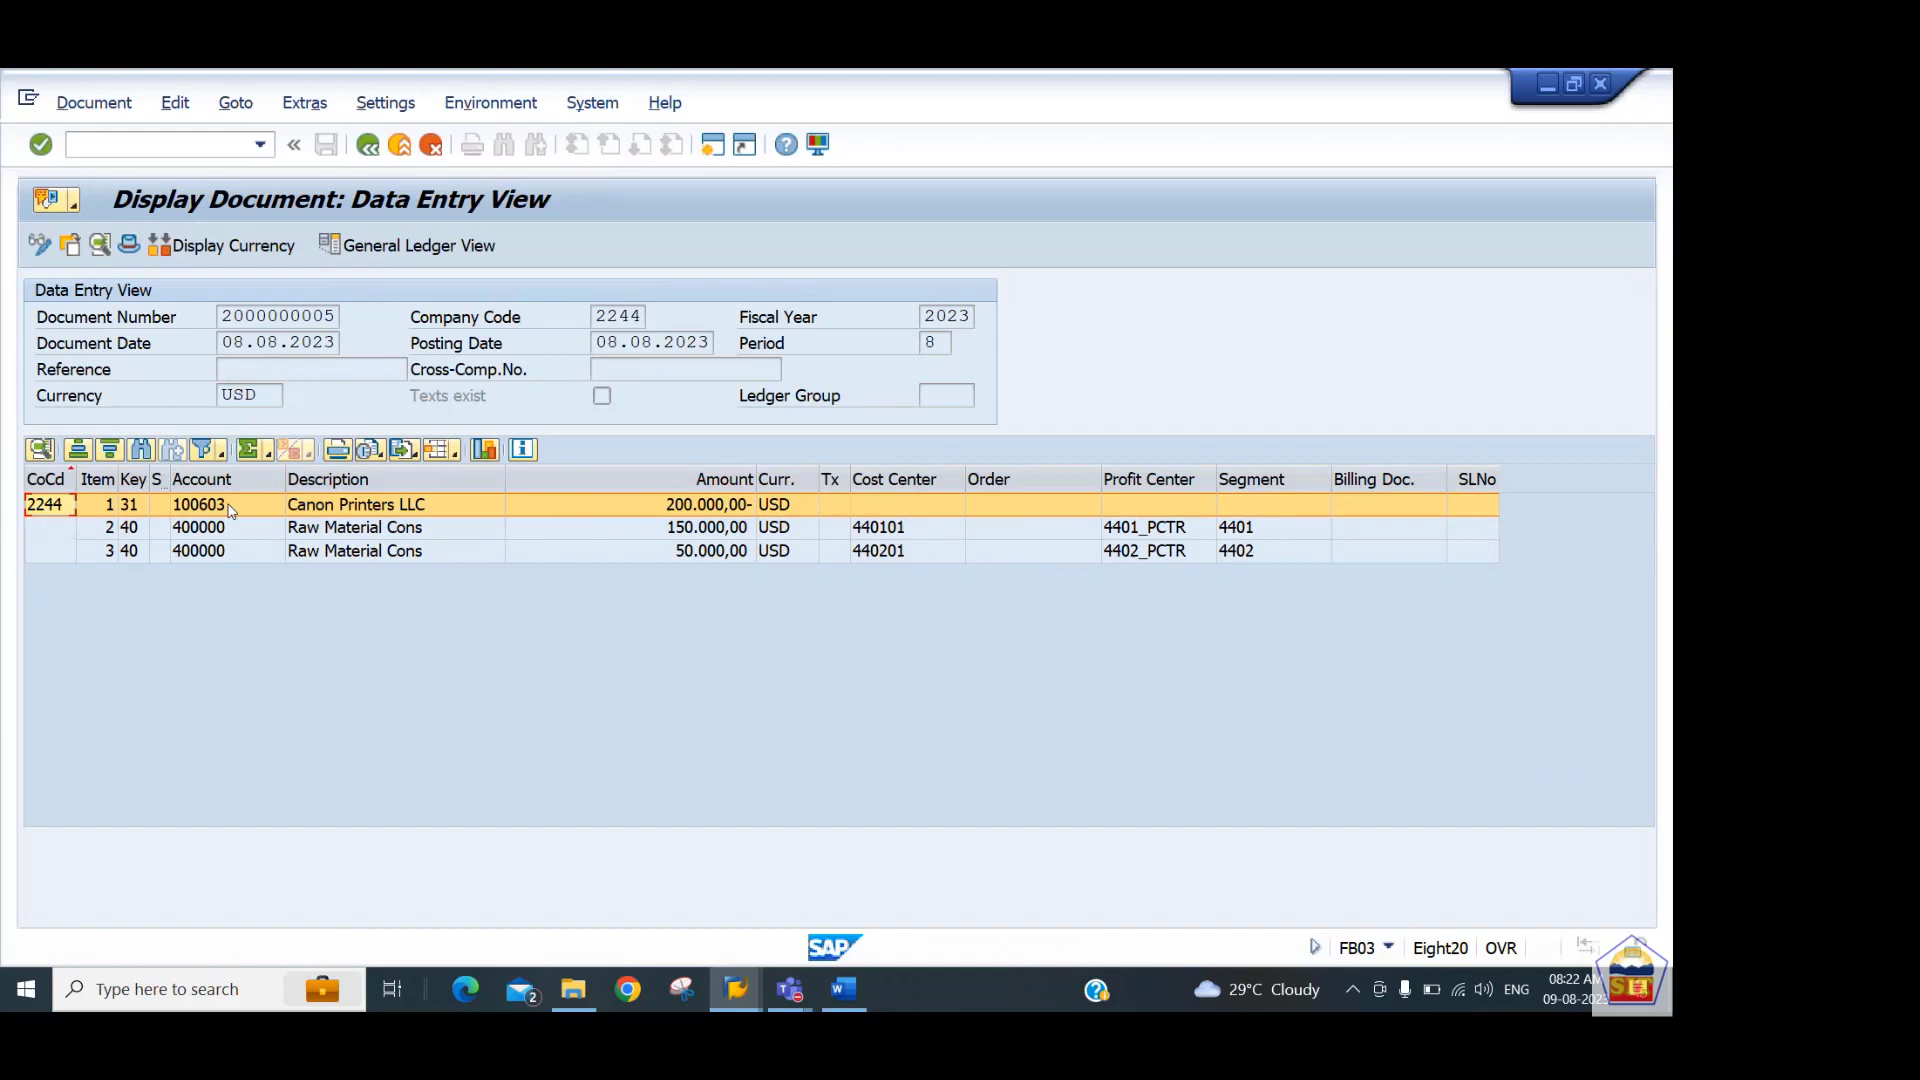 Document Edit Goto Extras Settings Environment System Help
Display Document: Data Entry View
Display Currency General Ledger View
Data Entry View
Document Number 2000000005 Company Code 2244 Fiscal Year 2023
Document Date 08.08.2023 Posting Date 08.08.2023 Period 8
Reference Cross-Comp.No.
Currency USD Texts exist Ledger Group
CoCd Item Key S.. Account Description Amount Curr. Tx Cost Center Order Profit Center Segment Billing Doc. SLNo
2244 1 31 100603 Canon Printers LLC 200.000,00- USD
2 40 400000 Raw Material Cons 150.000,00 USD 440101 4401_PCTR 4401
3 40 400000 Raw Material Cons 50.000,00 USD 440201 4402_PCTR 4402
SAP FB03 Eight20 OVR
Type here to search 2 29°C Cloudy ENG 08:22 AM
09-08-2023